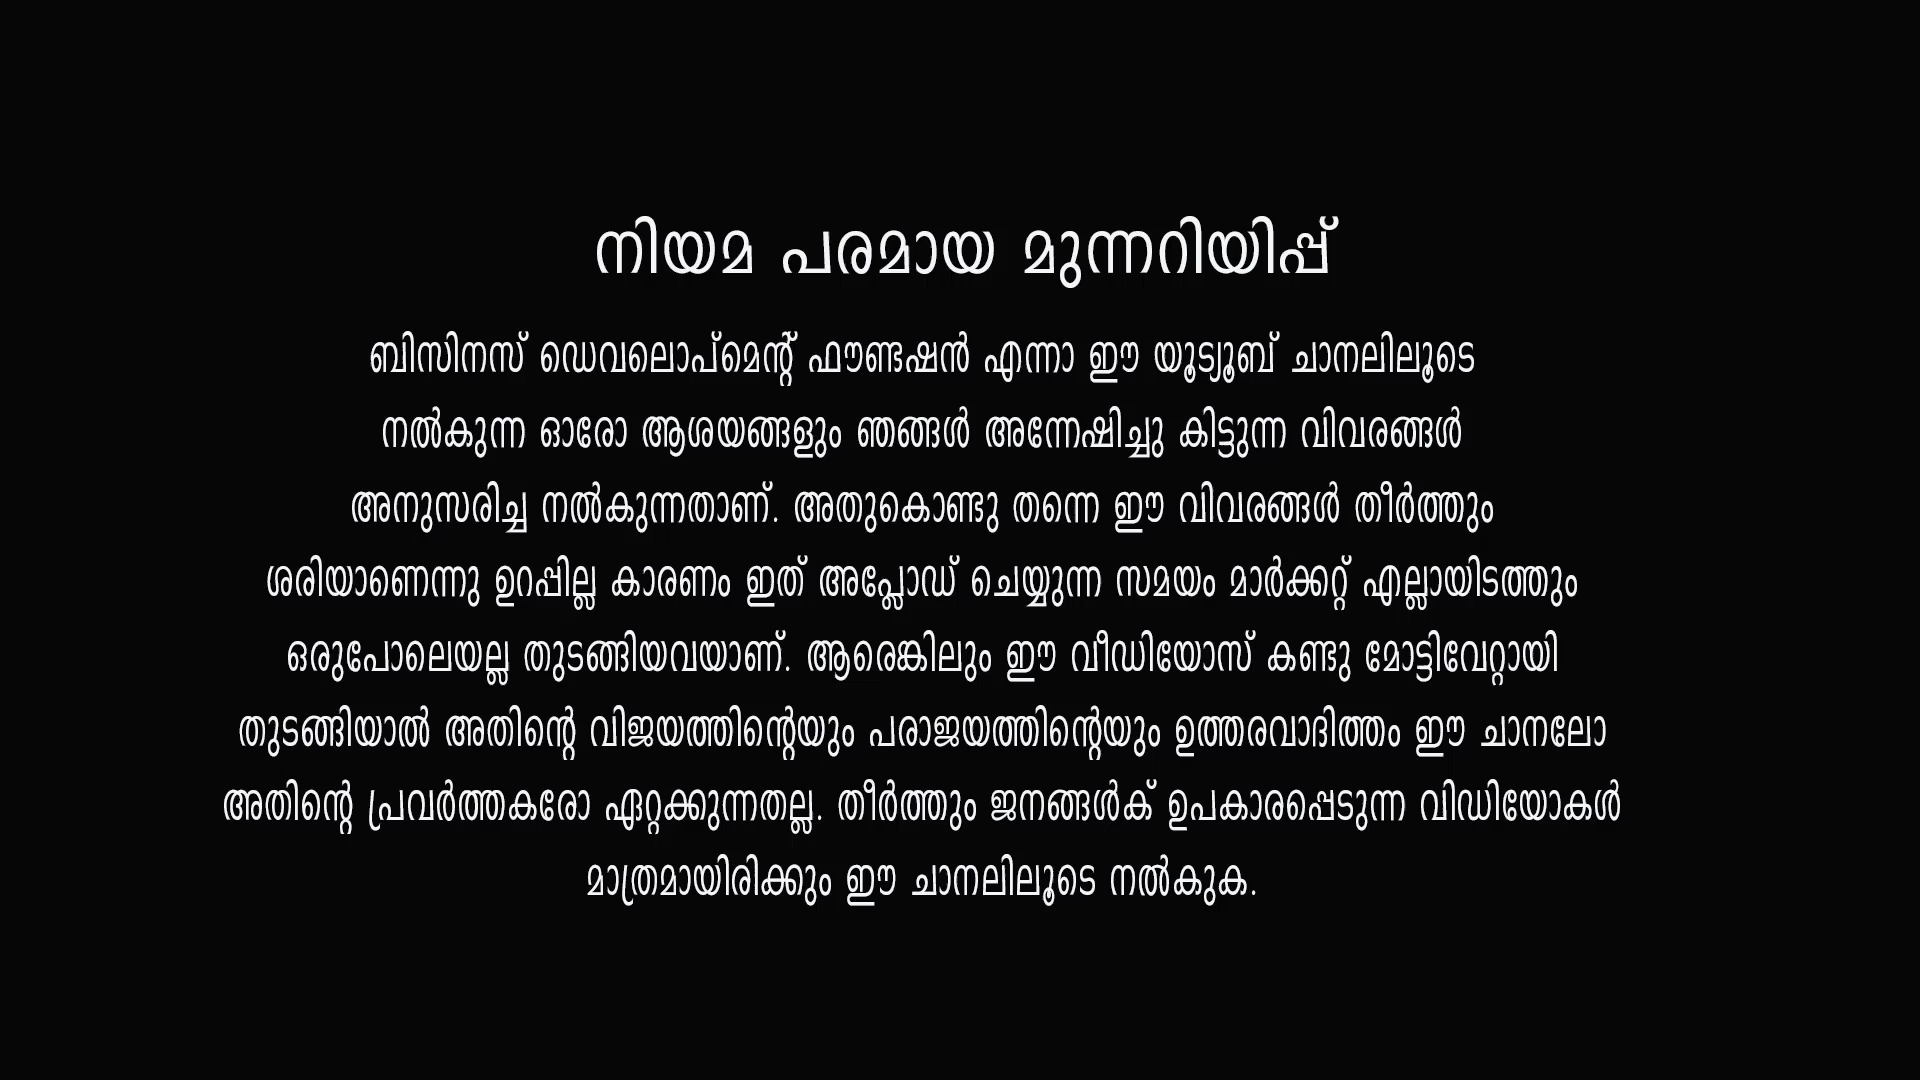 നിയമ പരമായ മുന്നറിയിപ്പ്
ബിസിനസ് ഡെവലൊപ്മെന്റ് ഫൗണ്ടഷൻ എന്നാ ഈ യൂട്യൂബ് ചാനലിലൂടെ
നൽകുന്ന ഓരോ ആശയങ്ങളും ഞങ്ങൾ അന്നേഷിച്ചു കിട്ടുന്ന വിവരങ്ങൾ
അനുസരിച്ച നൽകുന്നതാണ്. അതുകൊണ്ടു തന്നെ ഈ വിവരങ്ങൾ തീർത്തും
ശരിയാണെന്നു ഉറപ്പില്ല കാരണം ഇത് അപ്ലോഡ് ചെയ്യുന്ന സമയം മാർക്കറ്റ് എല്ലായിടത്തും
ഒരുപോലെയല്ല തുടങ്ങിയവയാണ്. ആരെങ്കിലും ഈ വീഡിയോസ് കണ്ടു മോട്ടിവേറ്റായി
തുടങ്ങിയാൽ അതിന്റെ വിജയത്തിന്റെയും പരാജയത്തിന്റെയും ഉത്തരവാദിത്തം ഈ ചാനലോ
അതിന്റെ പ്രവർത്തകരോ ഏറ്റക്കുന്നതല്ല. തീർത്തും ജനങ്ങൾക് ഉപകാരപ്പെടുന്ന വിഡിയോകൾ
മാത്രമായിരിക്കും ഈ ചാനലിലൂടെ നൽകുക.